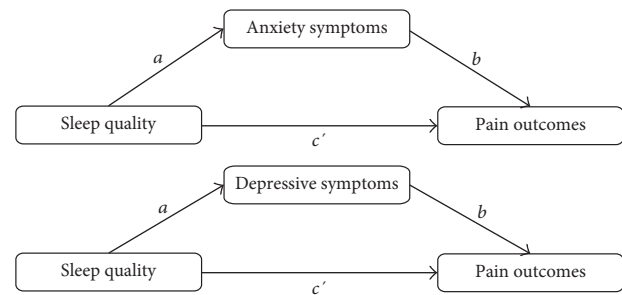 Anxiety symptoms
a
b
Sleep quality
Pain outcomes
c′
Depressive symptoms
a
b
Sleep quality
Pain outcomes
c′